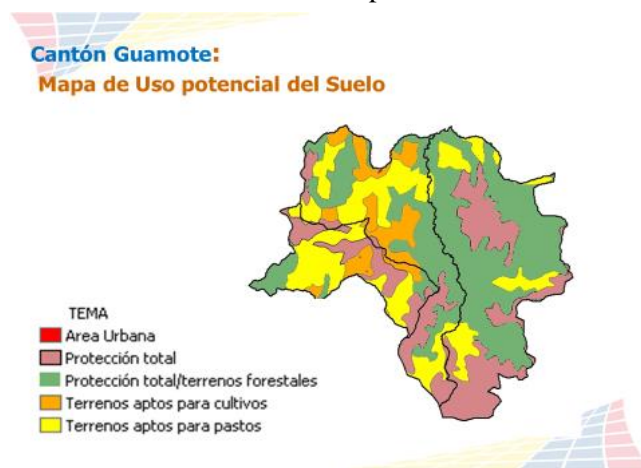 Cantón Guamote:
Mapa de Uso potencial del Suelo
TEMA
Area Urbana
Protección total
Protección total/terrenos forestales
Terrenos aptos para cultivos
Terrenos aptos para pastos